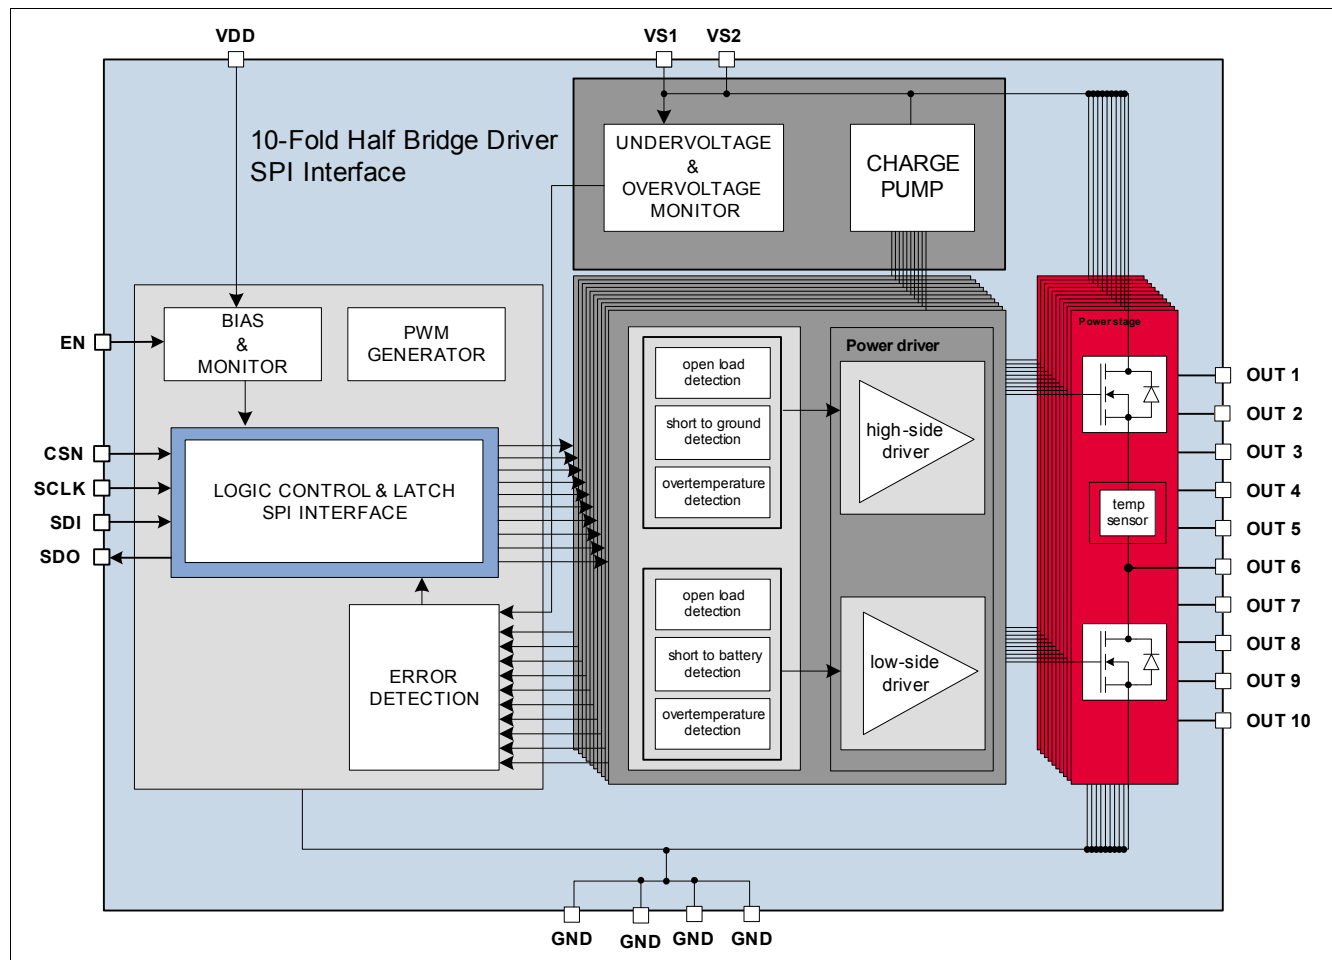 VDD
VS1
VS2
10-Fold Half Bridge Driver
SPI Interface
UNDERVOLTAGE
&
OVERVOLTAGE
MONITOR
CHARGE
PUMP
EN
BIAS
&
MONITOR
PWM
GENERATOR
CSN
SCLK
SDI
SDO
LOGIC CONTROL & LATCH
SPI INTERFACE
ERROR
DETECTION
open load
detection
short to ground
detection
overtemperature
detection
open load
detection
short to battery
detection
overtemperature
detection
Power driver
high-side
driver
low-side
driver
Power stage
temp
sensor
OUT 1
OUT 2
OUT 3
OUT 4
OUT 5
OUT 6
OUT 7
OUT 8
OUT 9
OUT 10
GND
GND
GND
GND